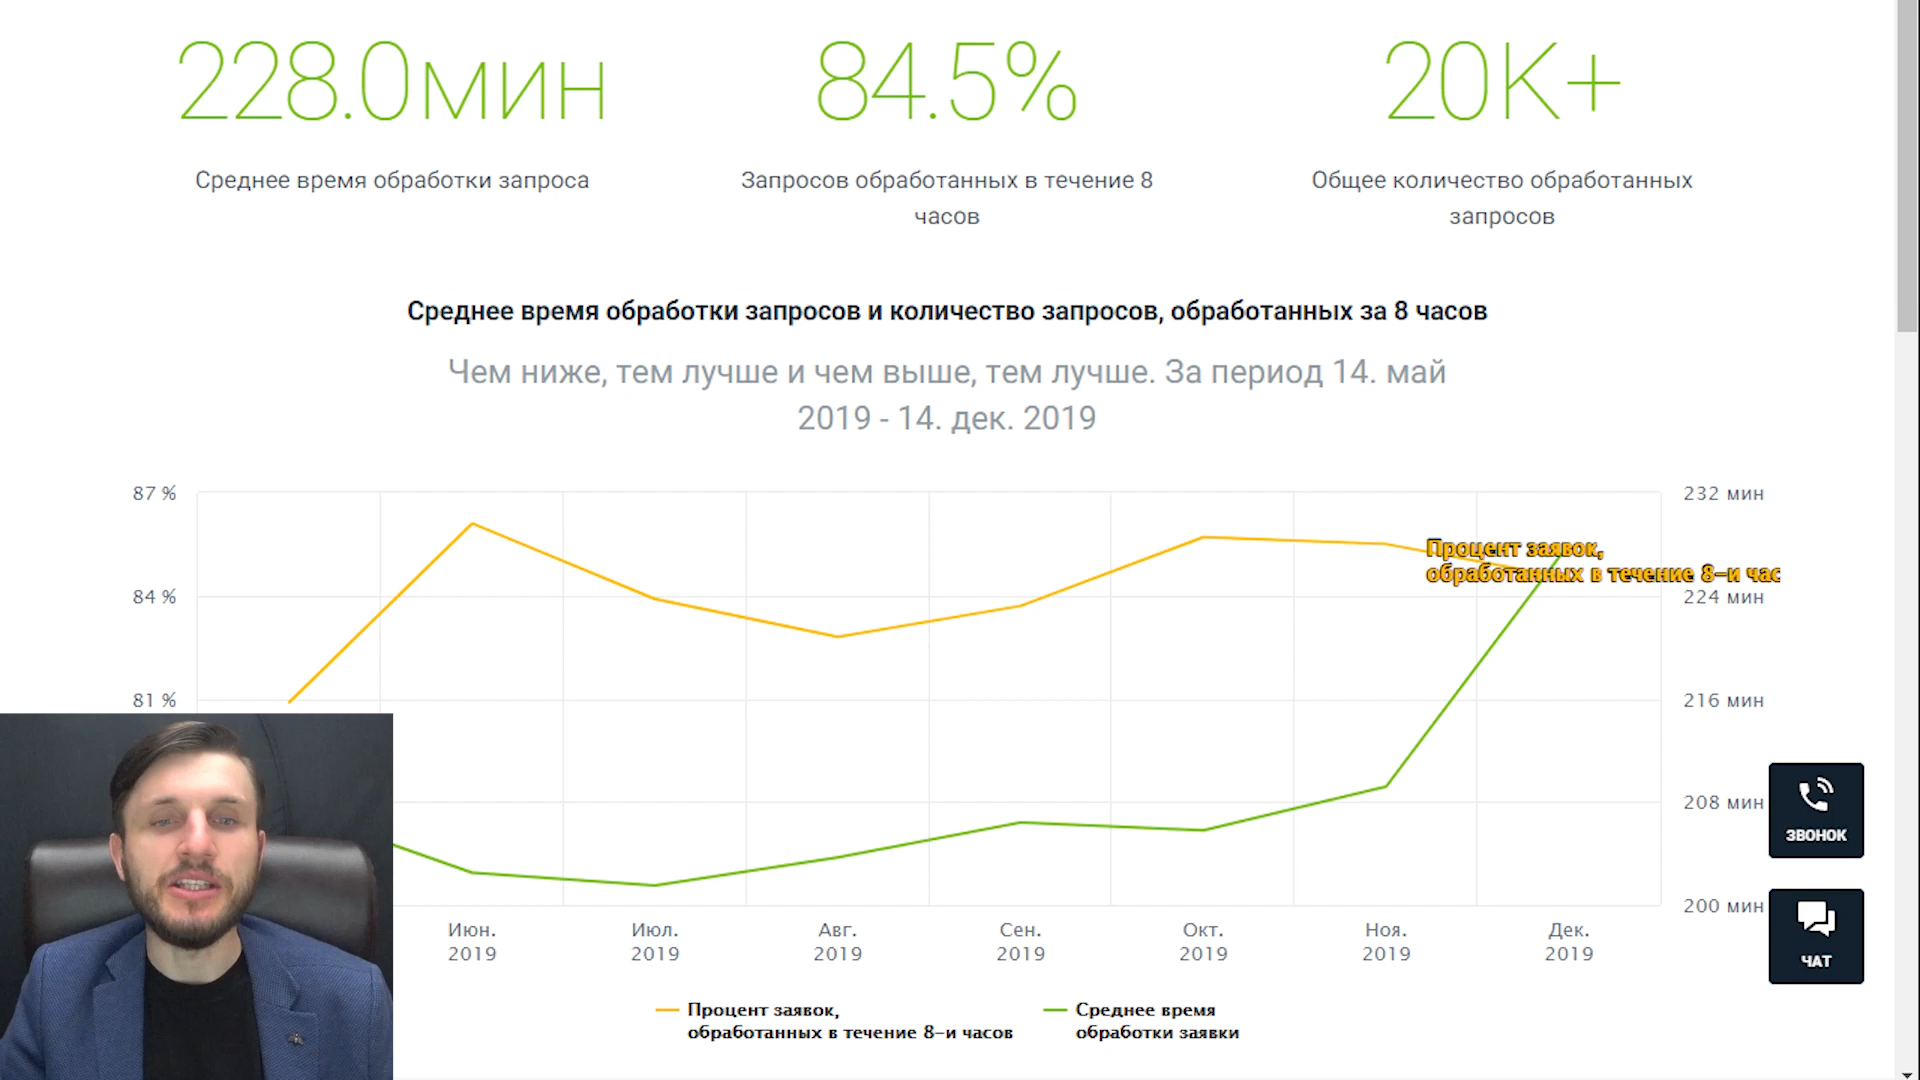 228.0мин
84.5%
20K+
Среднее время обработки запроса
Запросов обработанных в течение 8
часов
Общее количество обработанных
запросов
Среднее время обработки запросов и количество запросов, обработанных за 8 часов
Чем ниже, тем лучше и чем выше, тем лучше. За период 14. май
2019 - 14. дек. 2019
87 %
232 мин
Процент заявок,
обработанных в течение 8-и час
84 %
224 мин
81 %
216 мин
208 мин
200 мин
ЗВОНОК
ЧАТ
Июн.
2019
Июл.
2019
Авг.
2019
Сен.
2019
Окт.
2019
Ноя.
2019
Дек.
2019
Процент заявок,
обработанных в течение 8-и часов
Среднее время
обработки заявки